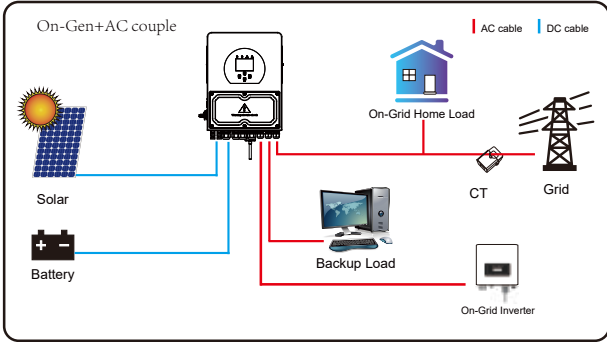 On-Gen+AC couple
AC cable
DC cable
On-Grid Home Load
Solar
CT
Grid
Battery
Backup Load
On-Grid Inverter